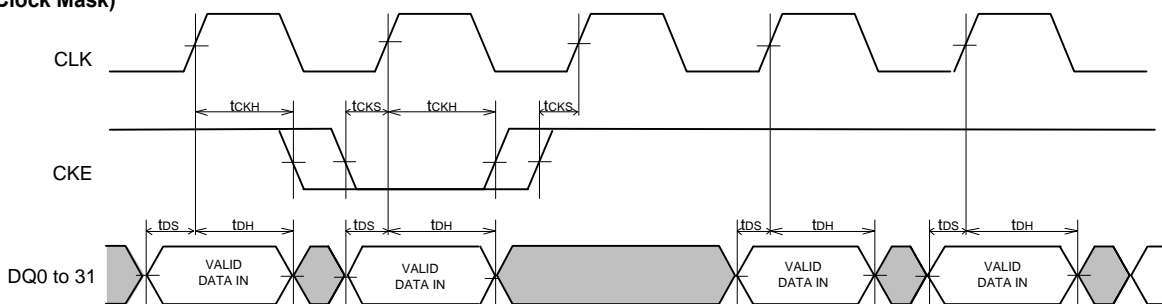 Clock Mask)
CLK
tCKH tCKS tCKH tCKS
CKE
tDS tDH tDS tDH tDS tDH tDS tDH
DQ0 to 31
VALID
DATA IN
VALID
DATA IN
VALID
DATA IN
VALID
DATA IN